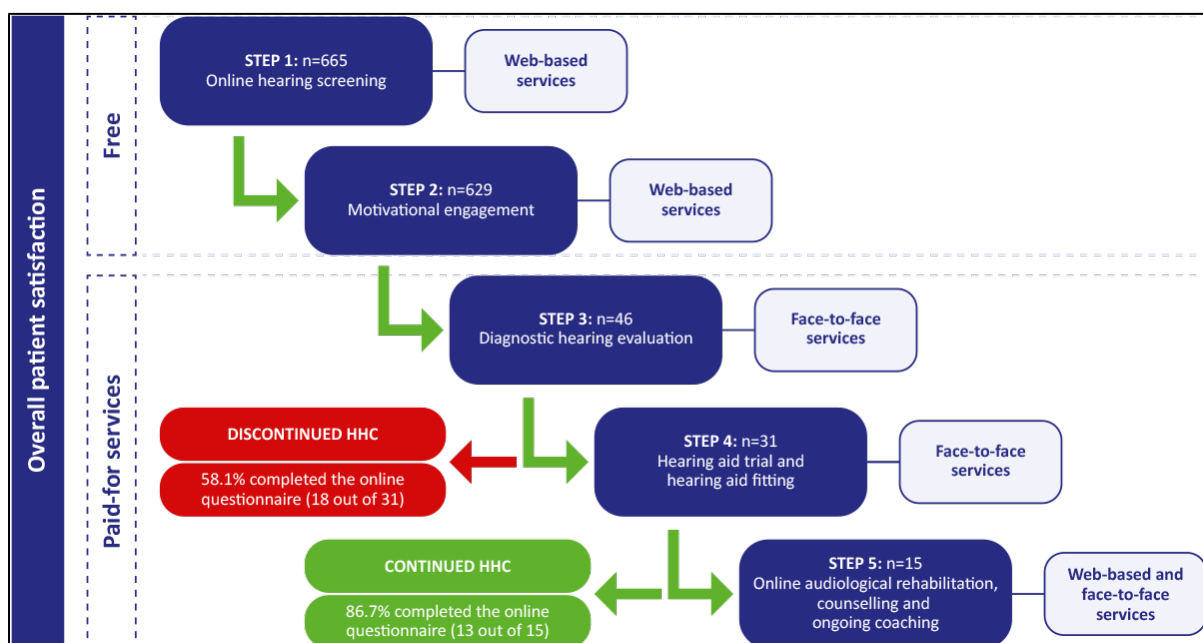 Overall patient satisfaction
Free
STEP 1: n=665
Online hearing screening
Web-based
services
STEP 2: n=629
Motivational engagement
Web-based
services
Paid-for services
STEP 3: n=46
Diagnostic hearing evaluation
Face-to-face
services
DISCONTINUED HHC
58.1% completed the online
questionnaire (18 out of 31)
STEP 4: n=31
Hearing aid trial and
hearing aid fitting
Face-to-face
services
CONTINUED HHC
86.7% completed the online
questionnaire (13 out of 15)
STEP 5: n=15
Online audiological rehabilitation,
counselling and
ongoing coaching
Web-based and
face-to-face
services